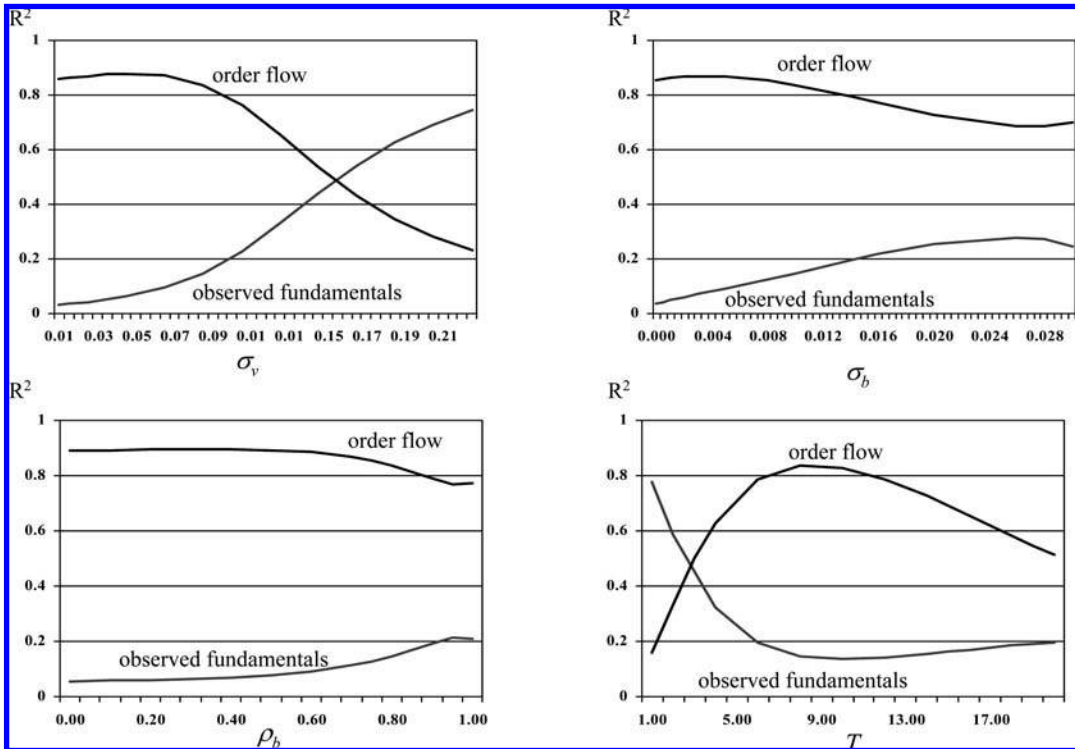 R²
1
order flow
0.8
0.6
0.4
0.2
observed fundamentals
0
0.01 0.03 0.05 0.07 0.09 0.01 0.01 0.15 0.17 0.19 0.21
σ_v
R²
1
order flow
0.8
0.6
0.4
0.2
observed fundamentals
0
0.000 0.004 0.008 0.012 0.016 0.020 0.024 0.028
σ_b
R²
1
order flow
0.8
0.6
0.4
0.2
observed fundamentals
0
0.00 0.20 0.40 0.60 0.80 1.00
ρ_b
R²
1
order flow
0.8
0.6
0.4
0.2
observed fundamentals
0
1.00 5.00 9.00 13.00 17.00
T